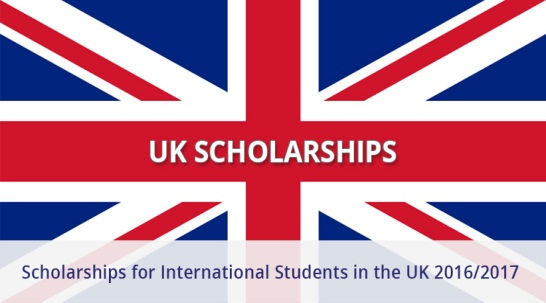 UK SCHOLARSHIPS
Scholarships for International Students in the UK 2016/2017